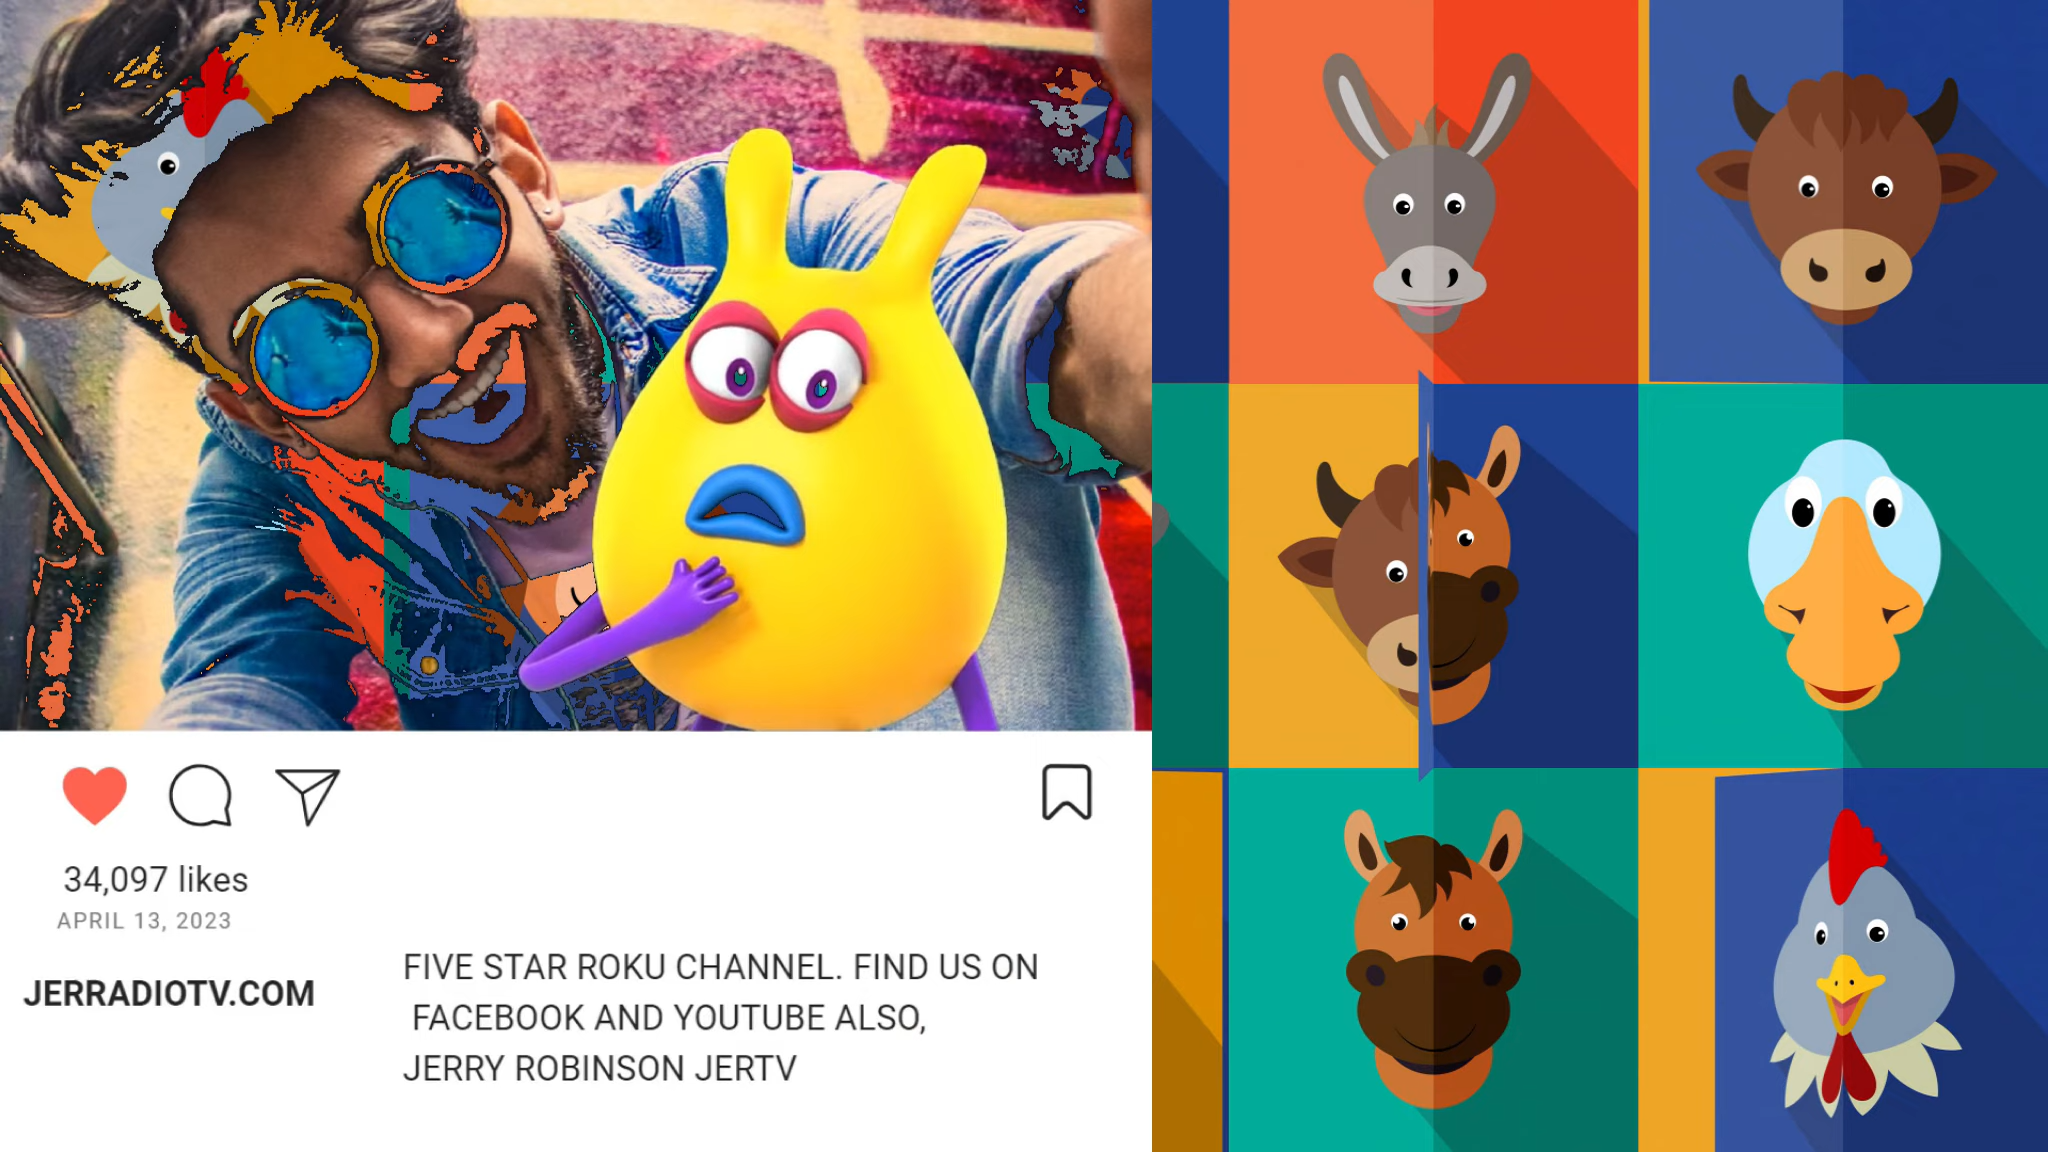 34,097 likes
APRIL 13, 2023
JERRADIOTV.COM
FIVE STAR ROKU CHANNEL. FIND US ON
FACEBOOK AND YOUTUBE ALSO,
JERRY ROBINSON JERTV